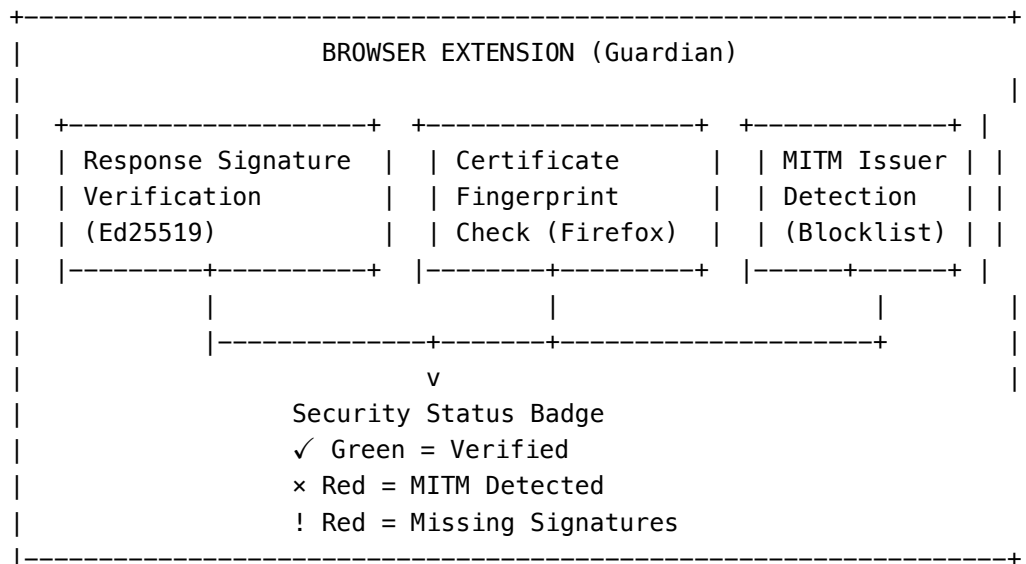 BROWSER EXTENSION (Guardian)
Response Signature Verification (Ed25519)
Certificate Fingerprint Check (Firefox)
MITM Issuer Detection (Blocklist)
v
Security Status Badge
✓ Green = Verified
× Red = MITM Detected
! Red = Missing Signatures